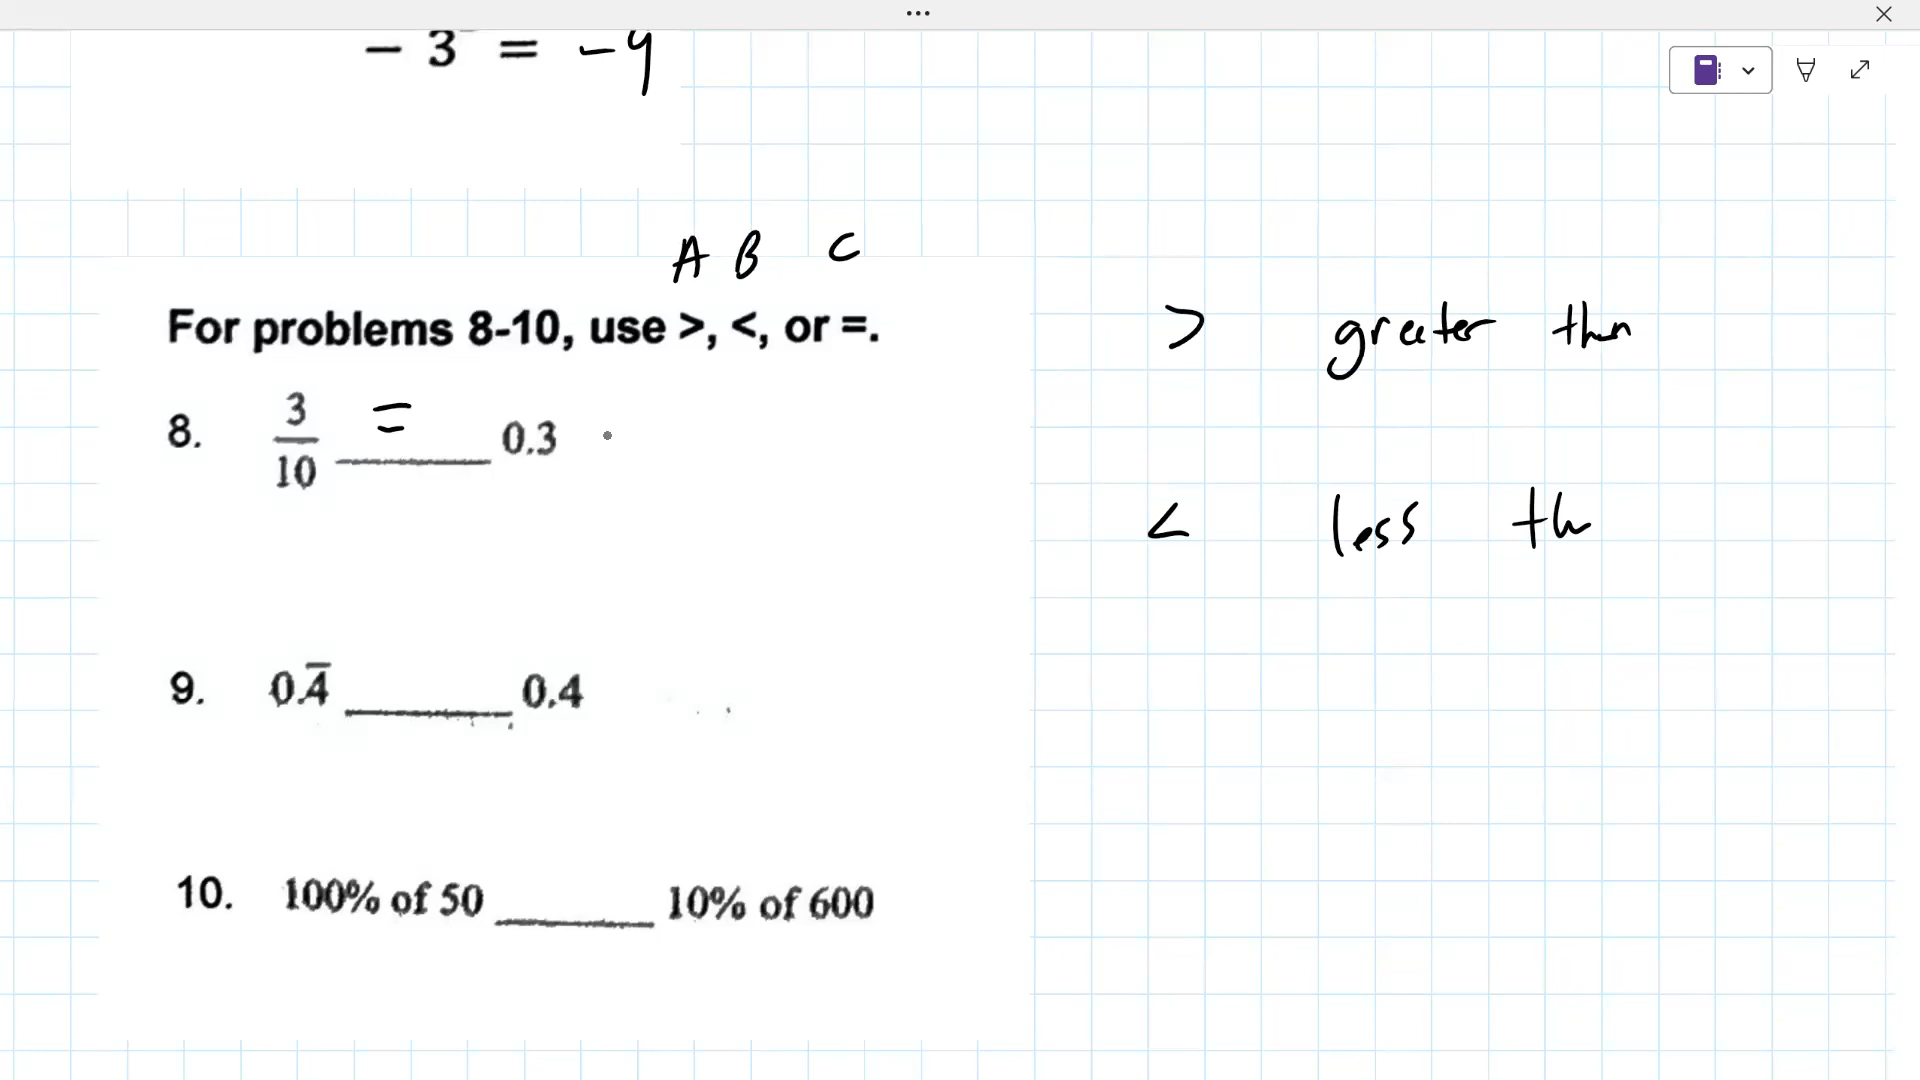 - 3 = -4
A B C
For problems 8-10, use >, <, or =.
> greater than
8. 3/10 = 0.3
< less th
9. 0.4̅ ______ 0.4
10. 100% of 50 ______ 10% of 600